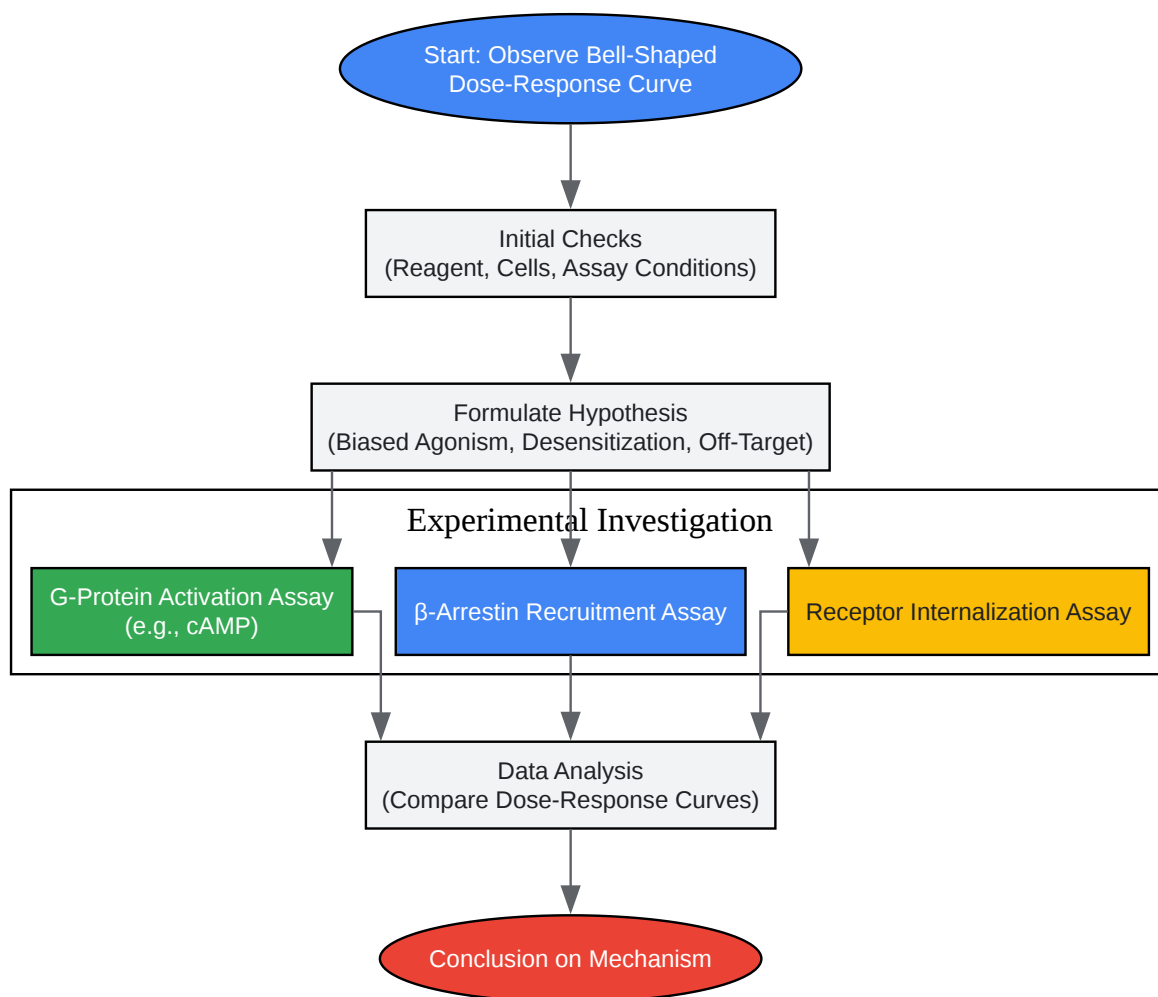 Start: Observe Bell-Shaped
Dose-Response Curve
Initial Checks
(Reagent, Cells, Assay Conditions)
Formulate Hypothesis
(Biased Agonism, Desensitization, Off-Target)
Experimental Investigation
G-Protein Activation Assay
(e.g., cAMP)
β-Arrestin Recruitment Assay
Receptor Internalization Assay
Data Analysis
(Compare Dose-Response Curves)
Conclusion on Mechanism